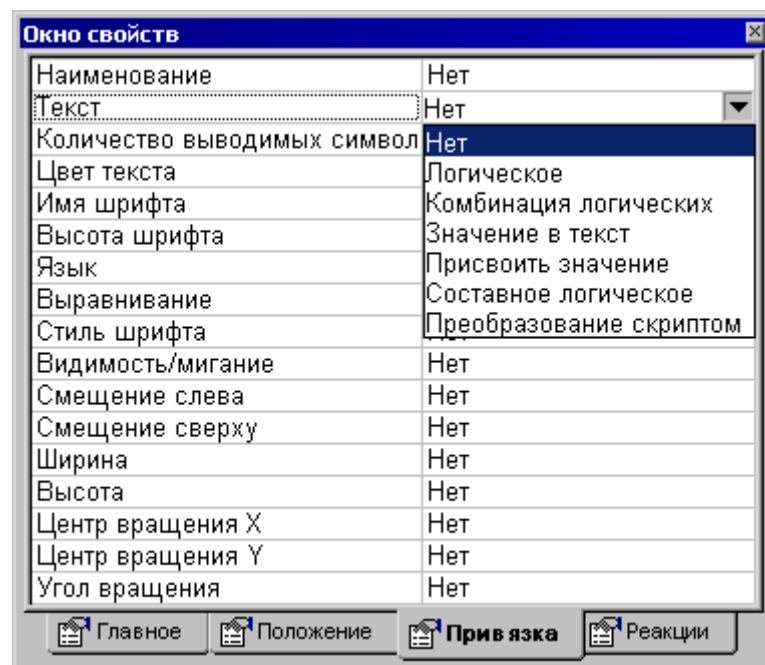 Окно свойств
Наименование Нет
Текст Нет
Количество выводимых символ Нет
Цвет текста Логическое
Имя шрифта Комбинация логических
Высота шрифта Значение в текст
Язык Присвоить значение
Выравнивание Составное логическое
Стиль шрифта Преобразование скриптом
Видимость/мигание Нет
Смещение слева Нет
Смещение сверху Нет
Ширина Нет
Высота Нет
Центр вращения X Нет
Центр вращения Y Нет
Угол вращения Нет
Главное Положение Привязка Реакции